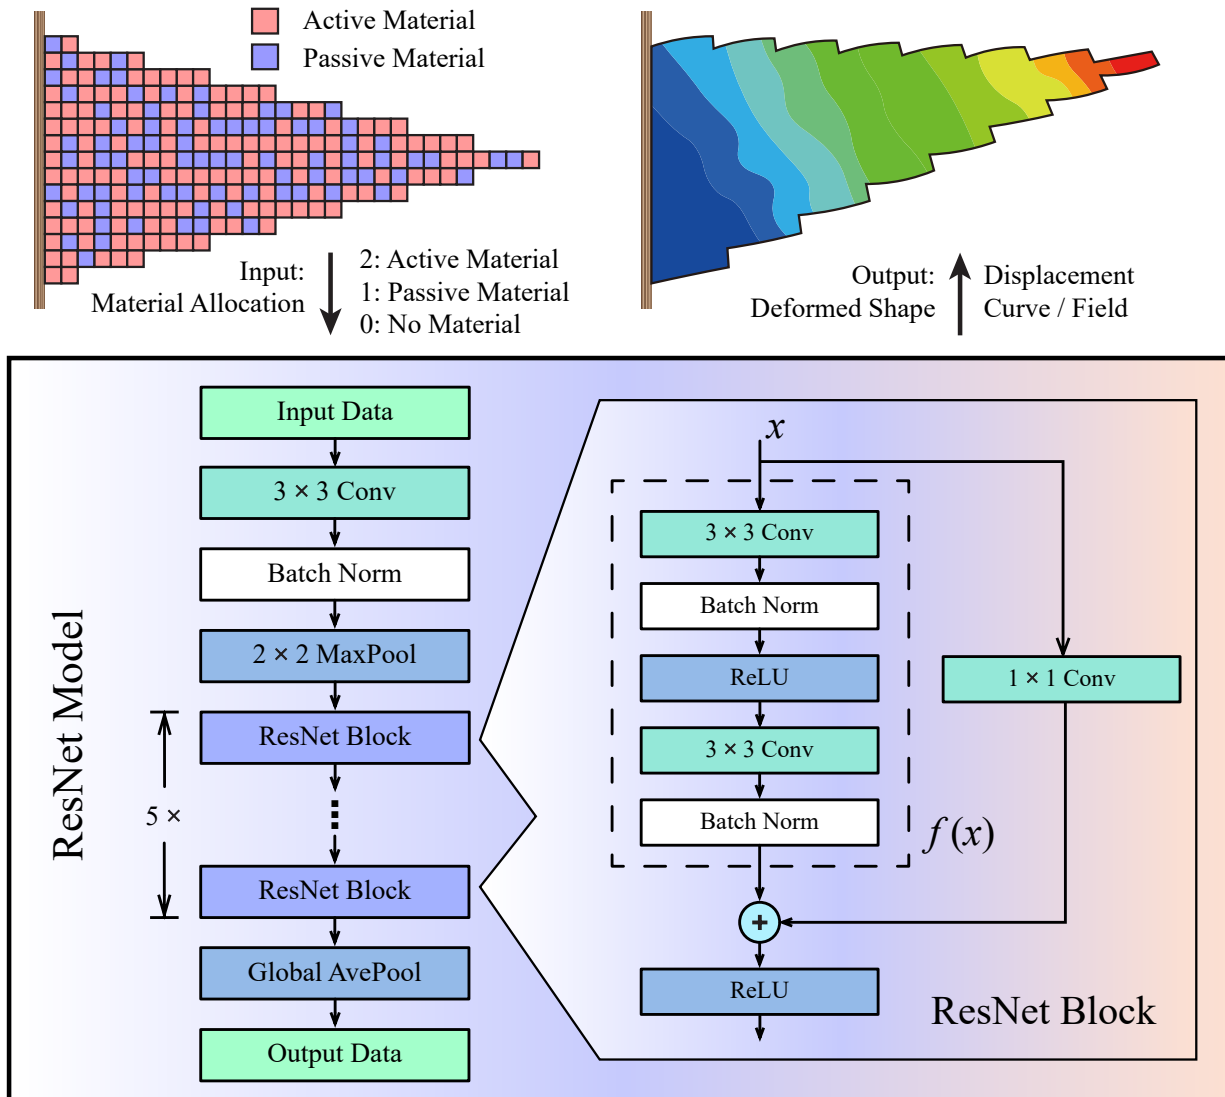 Active Material
Passive Material
Input:
Material Allocation
2: Active Material
1: Passive Material
0: No Material
Output:
Deformed Shape
Displacement
Curve / Field
ResNet Model
Input Data
3 × 3 Conv
Batch Norm
2 × 2 MaxPool
ResNet Block
5 ×
ResNet Block
Global AvePool
Output Data
x
3 × 3 Conv
Batch Norm
ReLU
3 × 3 Conv
Batch Norm
f (x)
1 × 1 Conv
+
ReLU
ResNet Block